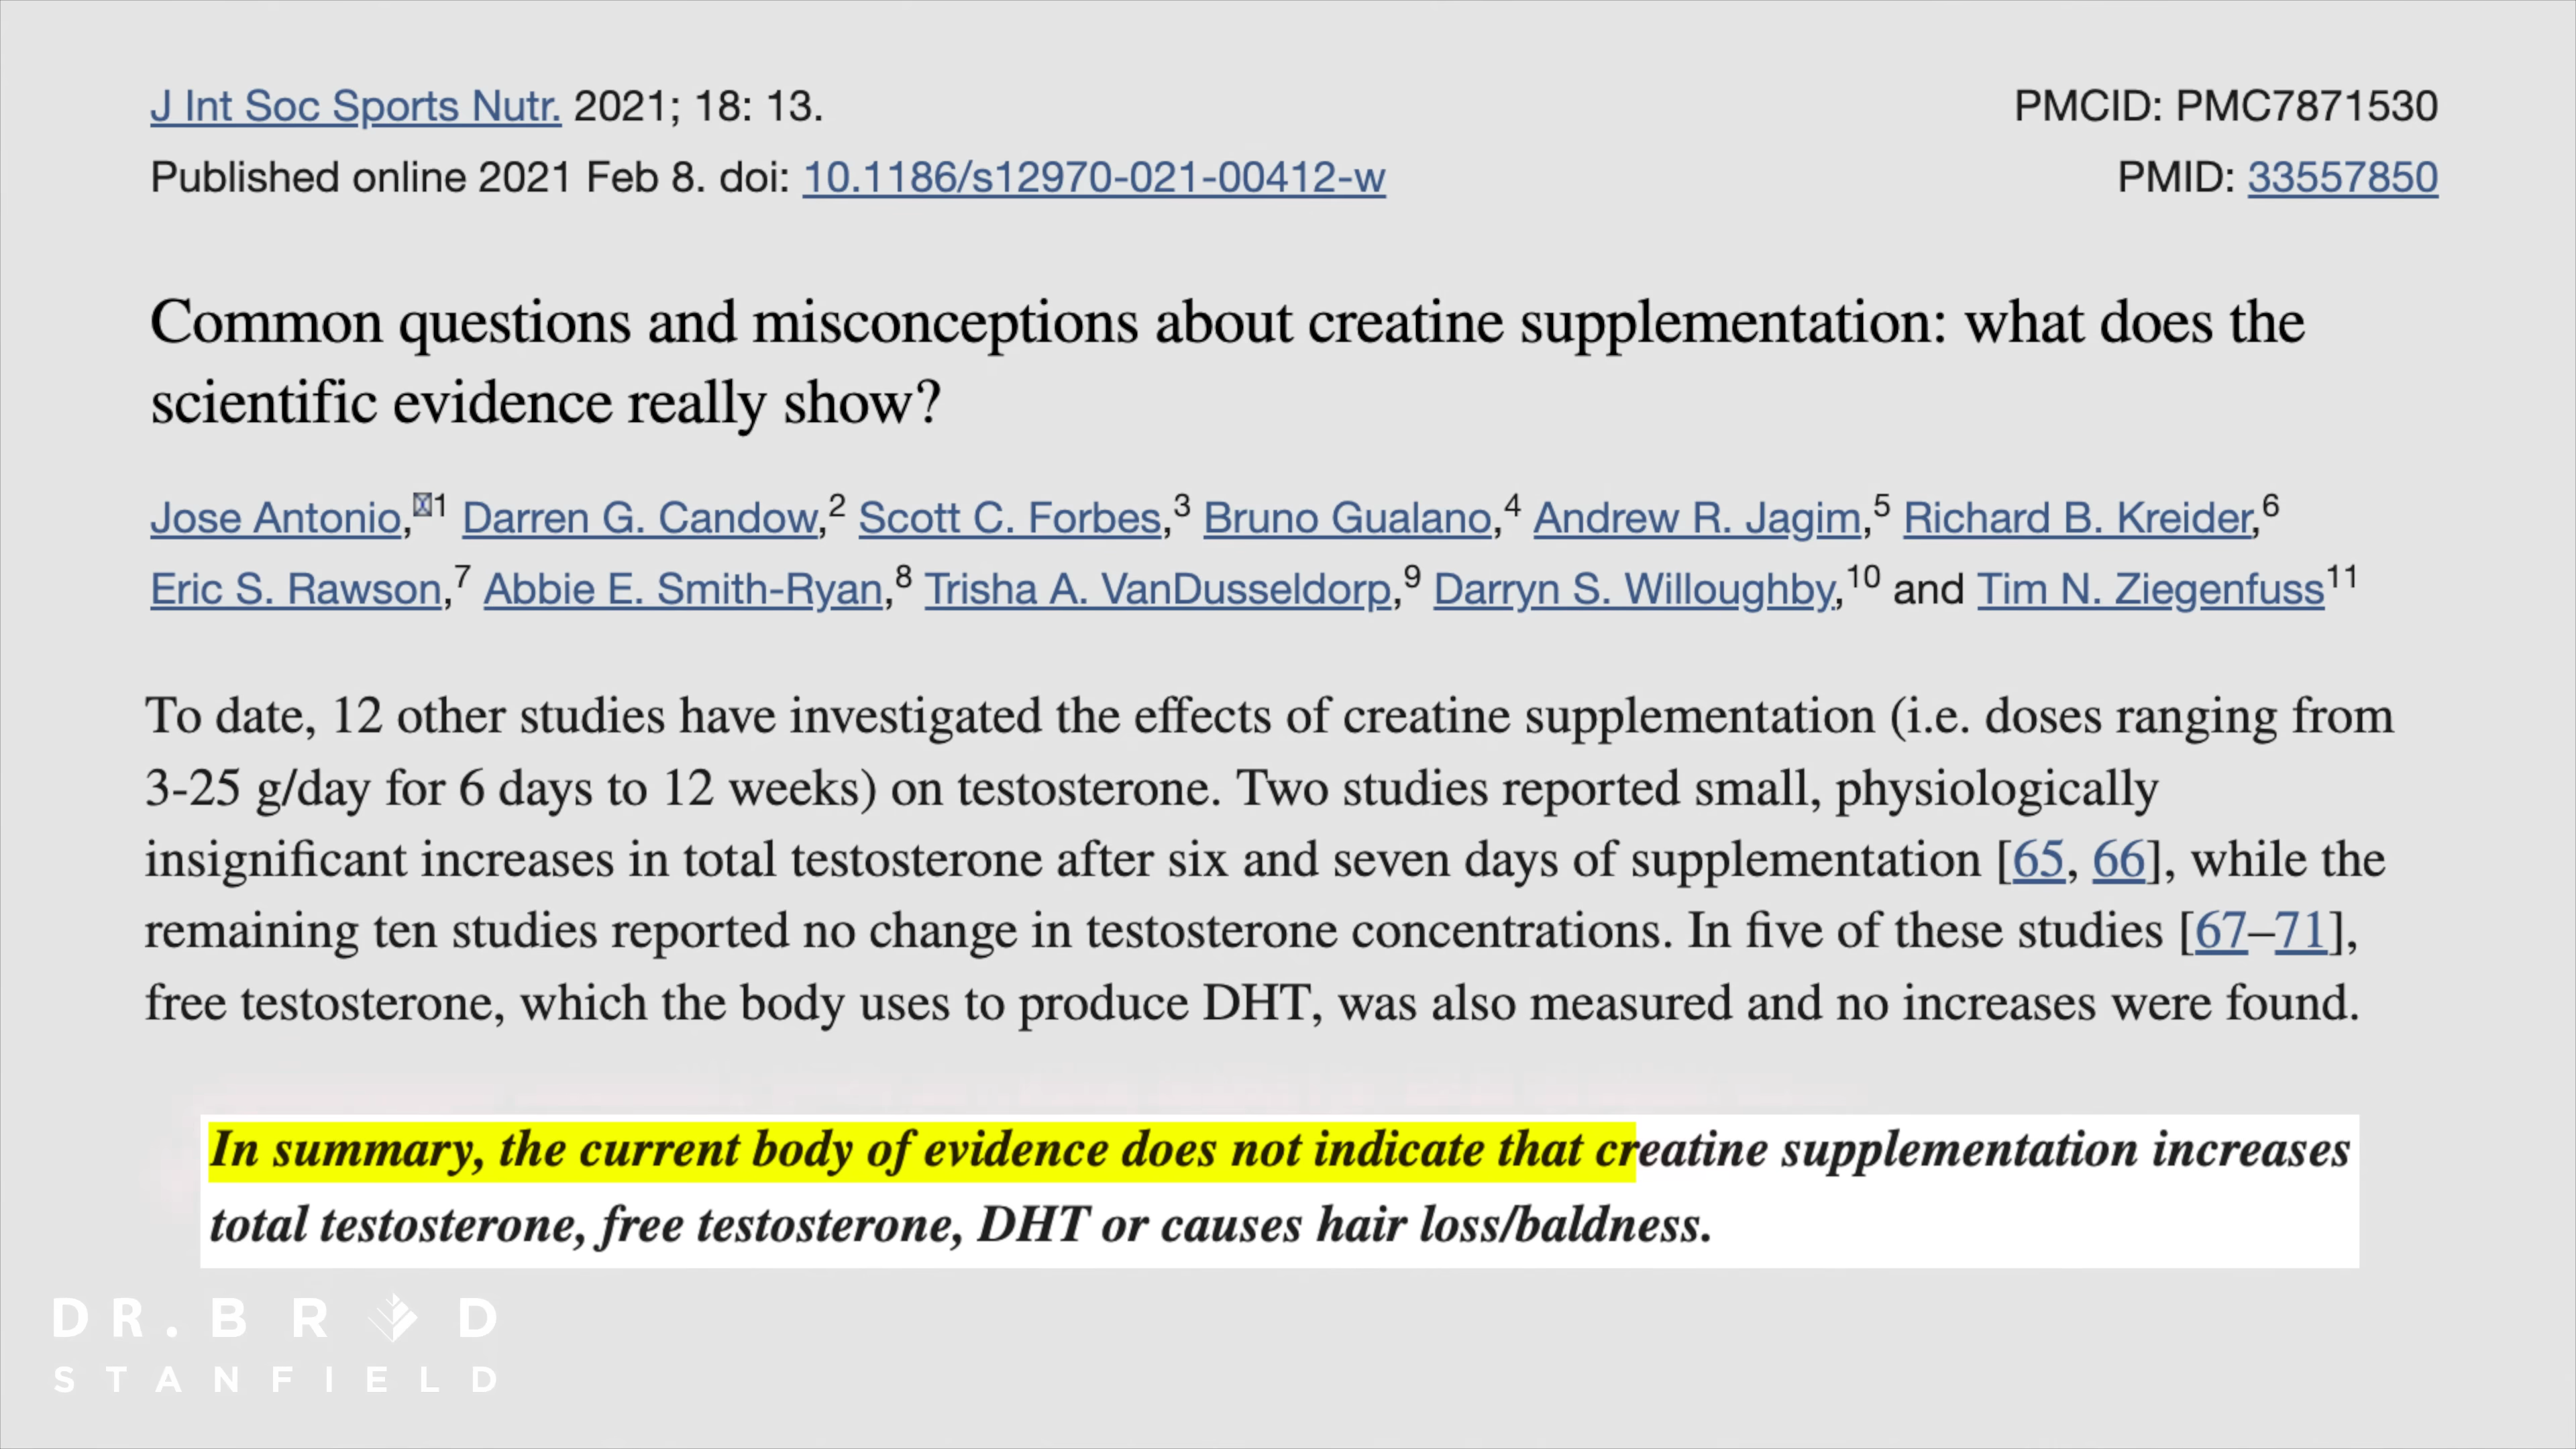 J Int Soc Sports Nutr. 2021; 18: 13.
PMCID: PMC7871530
Published online 2021 Feb 8. doi: 10.1186/s12970-021-00412-w
PMID: 33557850
Common questions and misconceptions about creatine supplementation: what does the
scientific evidence really show?
Jose Antonio,1 Darren G. Candow,2 Scott C. Forbes,3 Bruno Gualano,4 Andrew R. Jagim,5 Richard B. Kreider,6
Eric S. Rawson,7 Abbie E. Smith-Ryan,8 Trisha A. VanDusseldorp,9 Darryn S. Willoughby,10 and Tim N. Ziegenfuss11
To date, 12 other studies have investigated the effects of creatine supplementation (i.e. doses ranging from
3-25 g/day for 6 days to 12 weeks) on testosterone. Two studies reported small, physiologically
insignificant increases in total testosterone after six and seven days of supplementation [65, 66], while the
remaining ten studies reported no change in testosterone concentrations. In five of these studies [67–71],
free testosterone, which the body uses to produce DHT, was also measured and no increases were found.
In summary, the current body of evidence does not indicate that creatine supplementation increases
total testosterone, free testosterone, DHT or causes hair loss/baldness.
DR. BRAD
STANFIELD